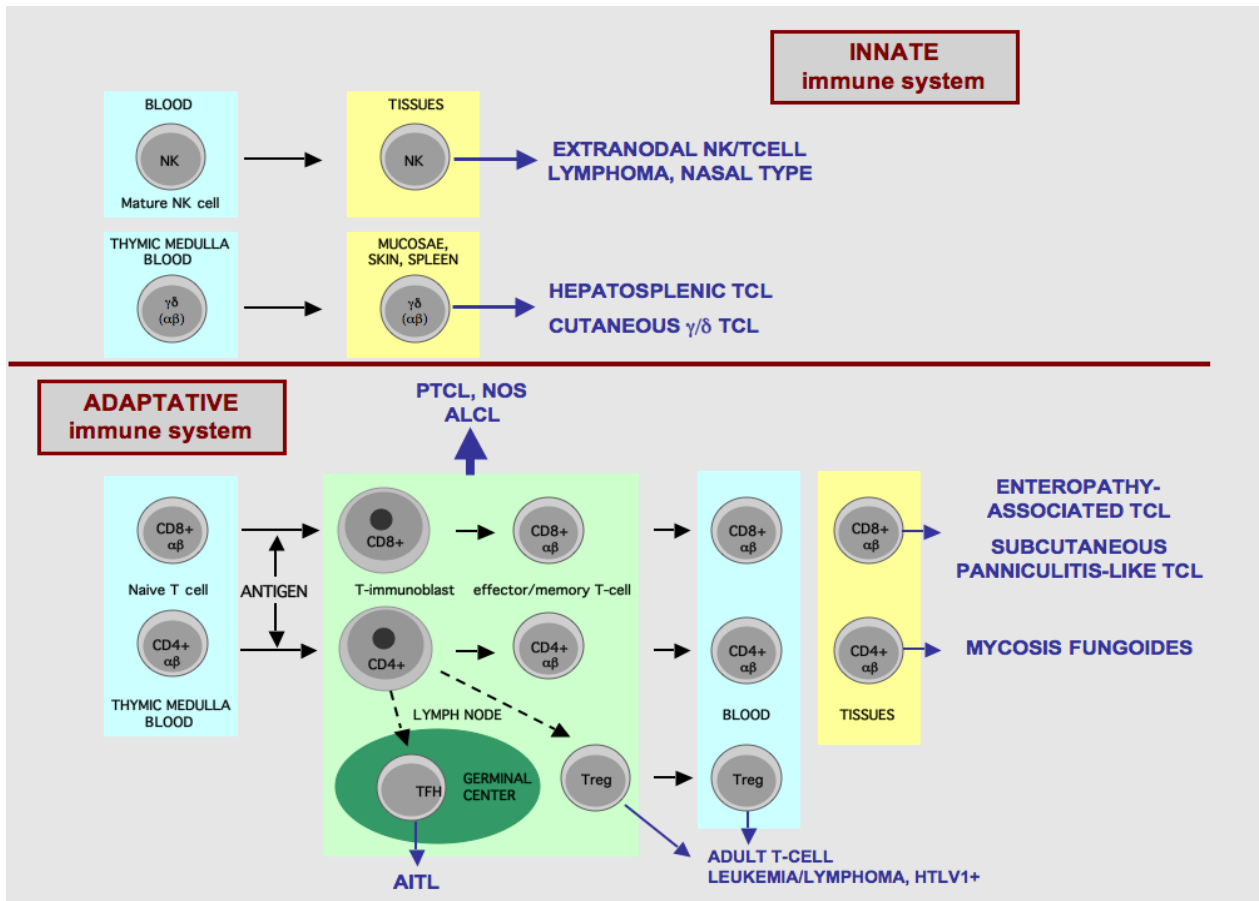 INNATE
immune system
BLOOD
NK
Mature NK cell
TISSUES
NK
EXTRANODAL NK/TCELL
LYMPHOMA, NASAL TYPE
THYMIC MEDULLA
BLOOD
γδ
(αβ)
MUCOSAE,
SKIN, SPLEEN
γδ
(αβ)
HEPATOSPLENIC TCL
CUTANEOUS γ/δ TCL
ADAPTATIVE
immune system
PTCL, NOS
ALCL
CD8+
αβ
Naive T cell
ANTIGEN
CD4+
αβ
THYMIC MEDULLA
BLOOD
CD8+
T-immunoblast
CD8+
αβ
effector/memory T-cell
CD4+
CD4+
αβ
LYMPH NODE
TFH
GERMINAL
CENTER
Treg
AITL
CD8+
αβ
CD4+
αβ
BLOOD
Treg
CD8+
αβ
CD4+
αβ
TISSUES
ENTEROPATHY-
ASSOCIATED TCL
SUBCUTANEOUS
PANNICULITIS-LIKE TCL
MYCOSIS FUNGOIDES
ADULT T-CELL
LEUKEMIA/LYMPHOMA, HTLV1+